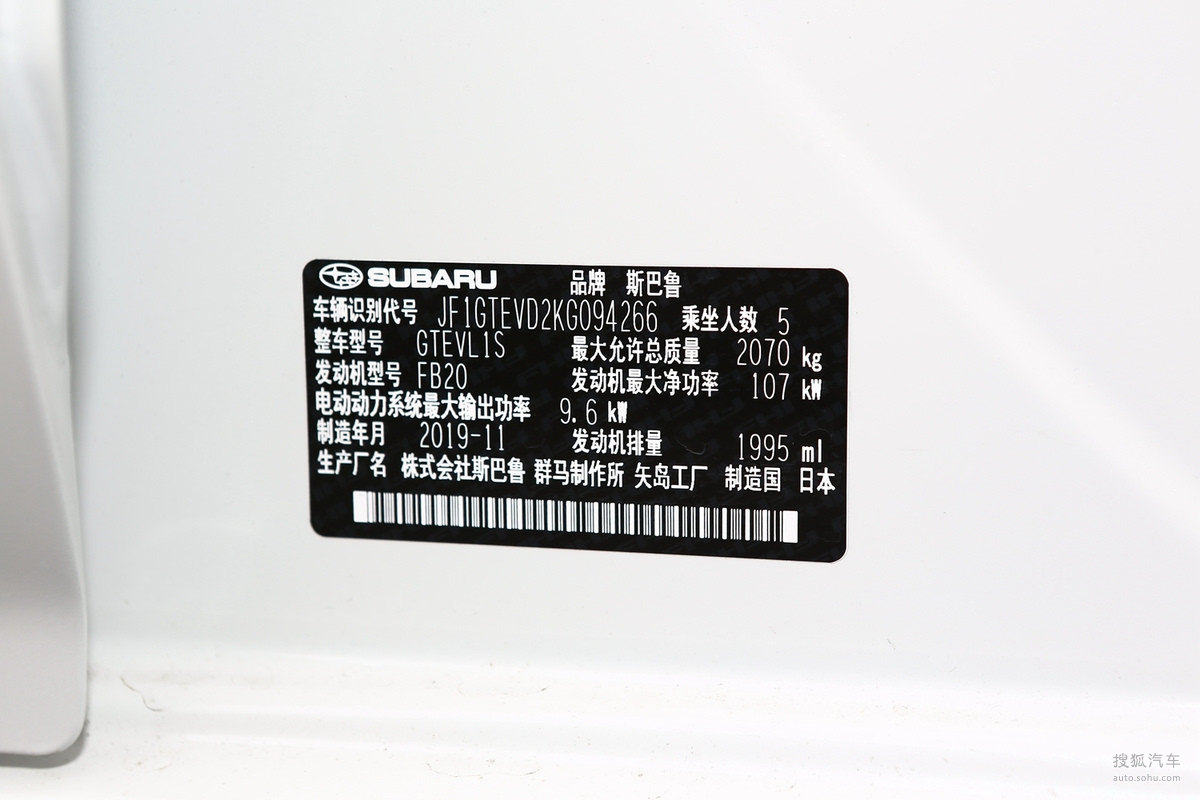 SUBARU 品牌 斯巴鲁
车辆识别代号 JF1GTEVD2KG094266 乘坐人数 5
整车型号 GTEVL1S 最大允许总质量 2070 kg
发动机型号 FB20 发动机最大净功率 107 kW
电动动力系统最大输出功率 9.6 kW
制造年月 2019-11 发动机排量 1995 ml
生产厂名 株式会社斯巴鲁 群马制作所 矢岛工厂 制造国 日本
搜狐汽车
auto.sohu.com